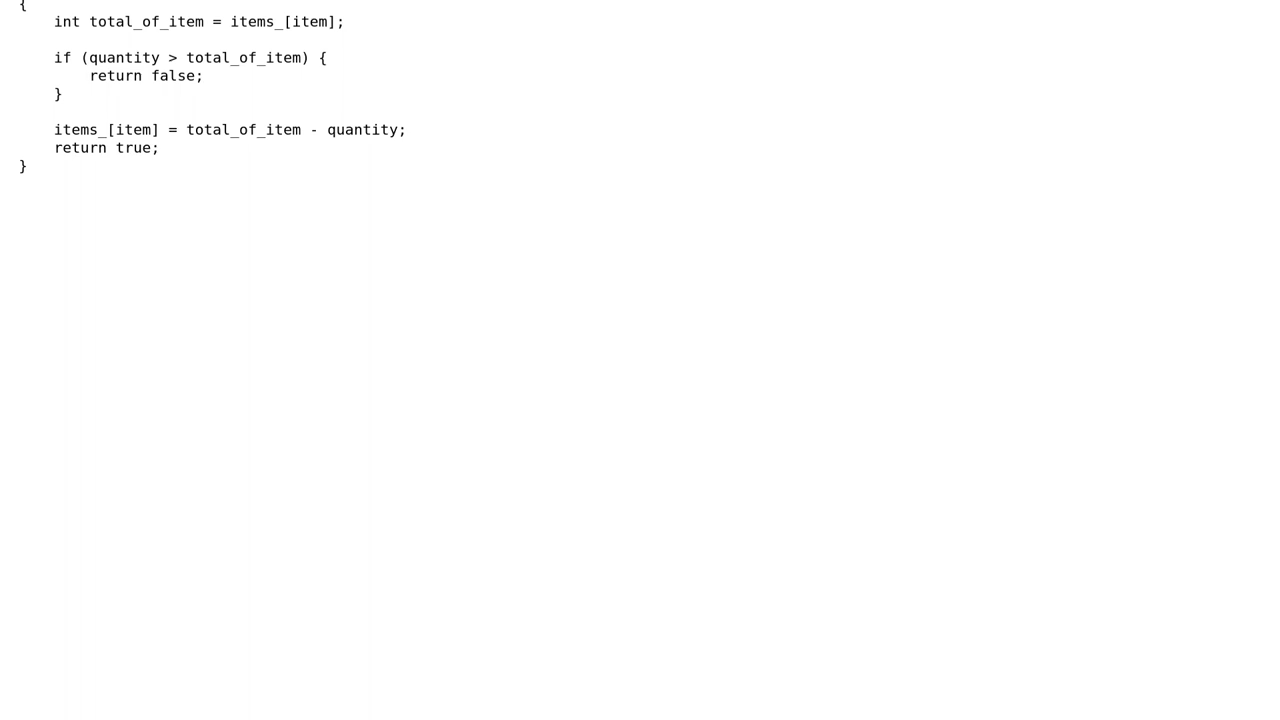 {
    int total_of_item = items_[item];

    if (quantity > total_of_item) {
        return false;
    }

    items_[item] = total_of_item - quantity;
    return true;
}